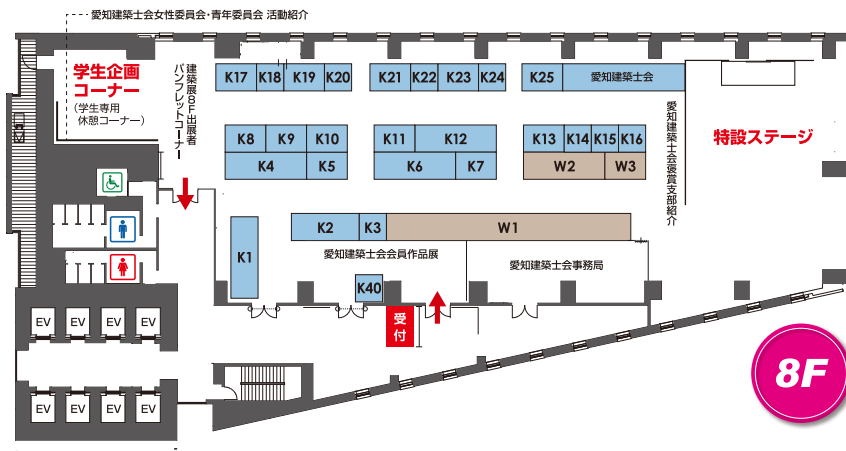 愛知建築士会女性委員会・青年委員会 活動紹介
学生企画
コーナー
（学生専用
休憩コーナー）
建築展8F出展者
パンフレットコーナー
K17 K18 K19 K20
K21 K22 K23 K24
K25 愛知建築士会
K8 K9 K10
K11 K12
K13 K14 K15 K16
K4 K5
K6 K7
W2 W3
愛知建築士会褒賞支部紹介
特設ステージ
K1
K2 K3 W1
愛知建築士会会員作品展
愛知建築士会事務局
K40
受付
EV EV EV EV
EV EV EV EV
8F